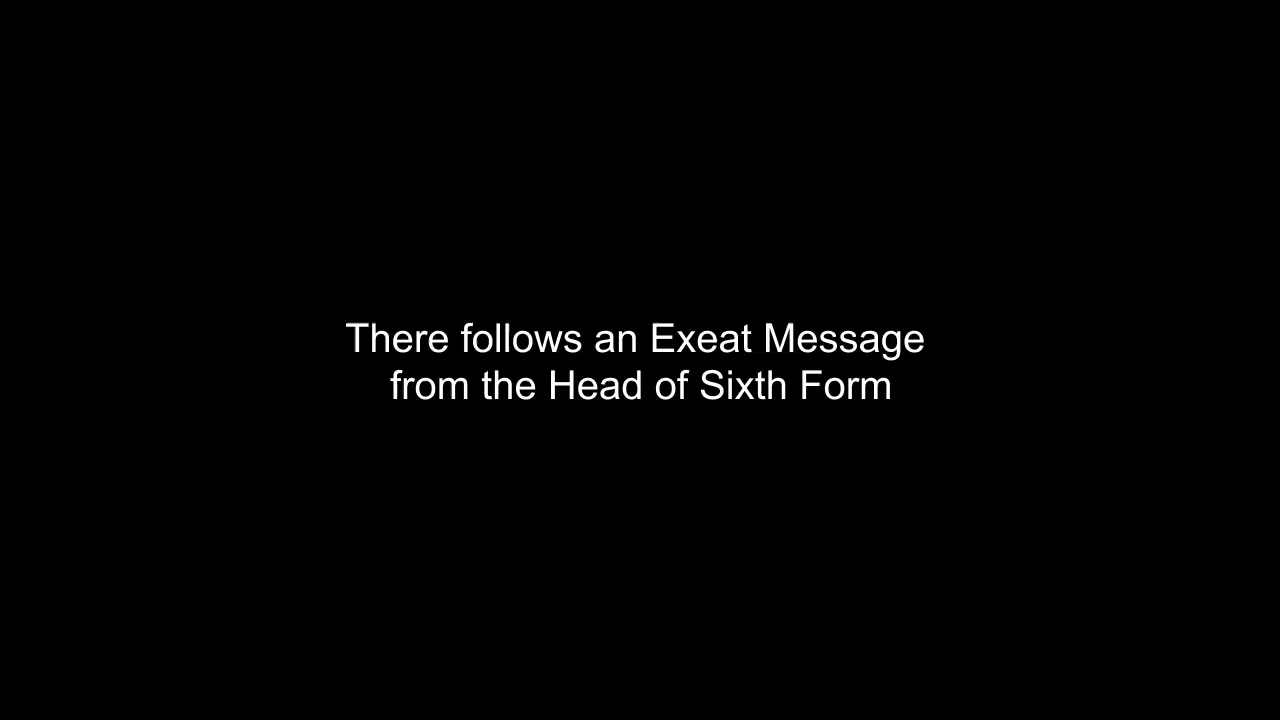 There follows an Exeat Message
from the Head of Sixth Form